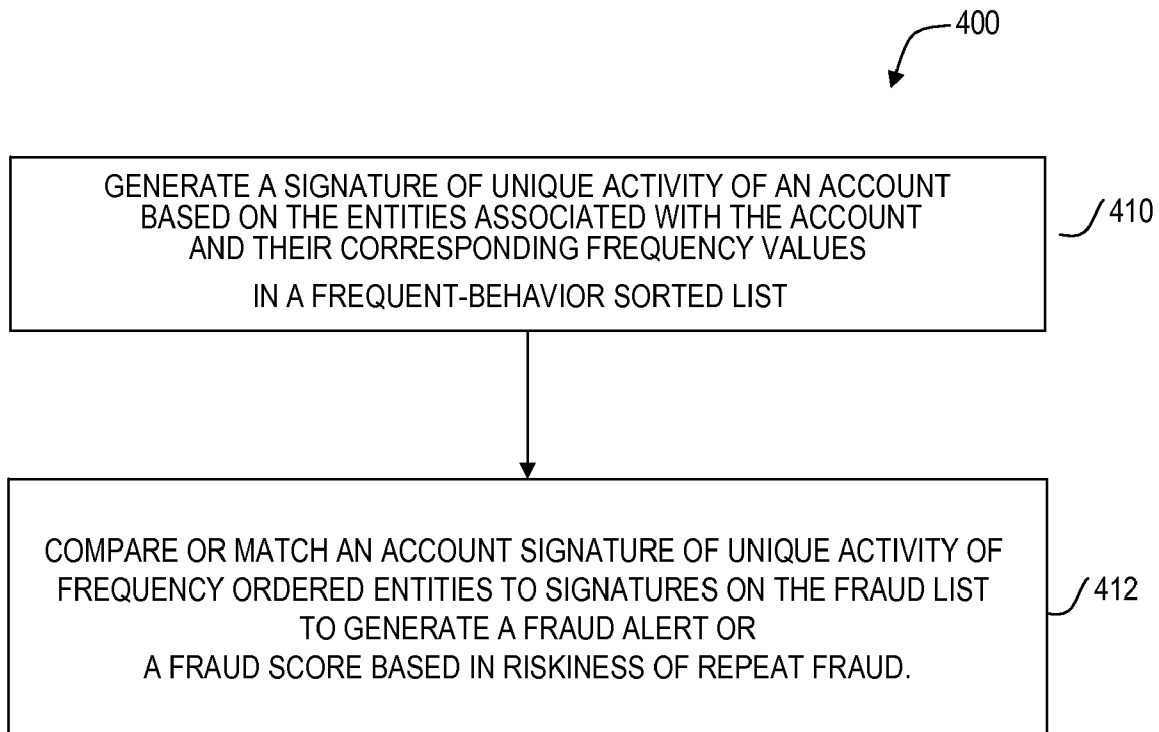 400
GENERATE A SIGNATURE OF UNIQUE ACTIVITY OF AN ACCOUNT
BASED ON THE ENTITIES ASSOCIATED WITH THE ACCOUNT
AND THEIR CORRESPONDING FREQUENCY VALUES
IN A FREQUENT-BEHAVIOR SORTED LIST
410
COMPARE OR MATCH AN ACCOUNT SIGNATURE OF UNIQUE ACTIVITY OF
FREQUENCY ORDERED ENTITIES TO SIGNATURES ON THE FRAUD LIST
TO GENERATE A FRAUD ALERT OR
A FRAUD SCORE BASED IN RISKINESS OF REPEAT FRAUD.
412